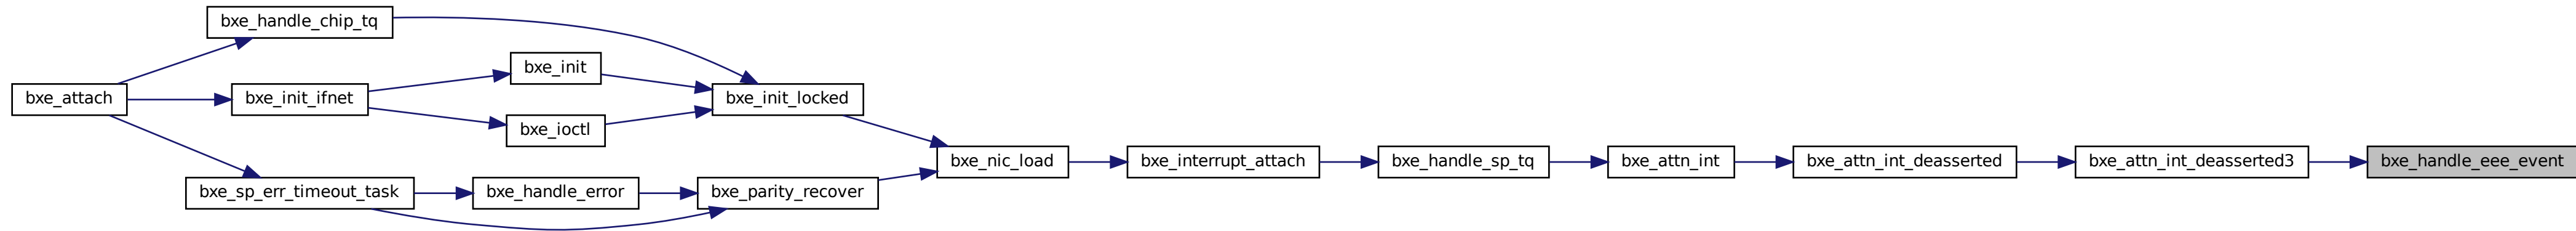 bxe_handle_chip_tq
bxe_init
bxe_attach
bxe_init_ifnet
bxe_init_locked
bxe_ioctl
bxe_nic_load
bxe_interrupt_attach
bxe_handle_sp_tq
bxe_attn_int
bxe_attn_int_deasserted
bxe_attn_int_deasserted3
bxe_handle_eee_event
bxe_sp_err_timeout_task
bxe_handle_error
bxe_parity_recover